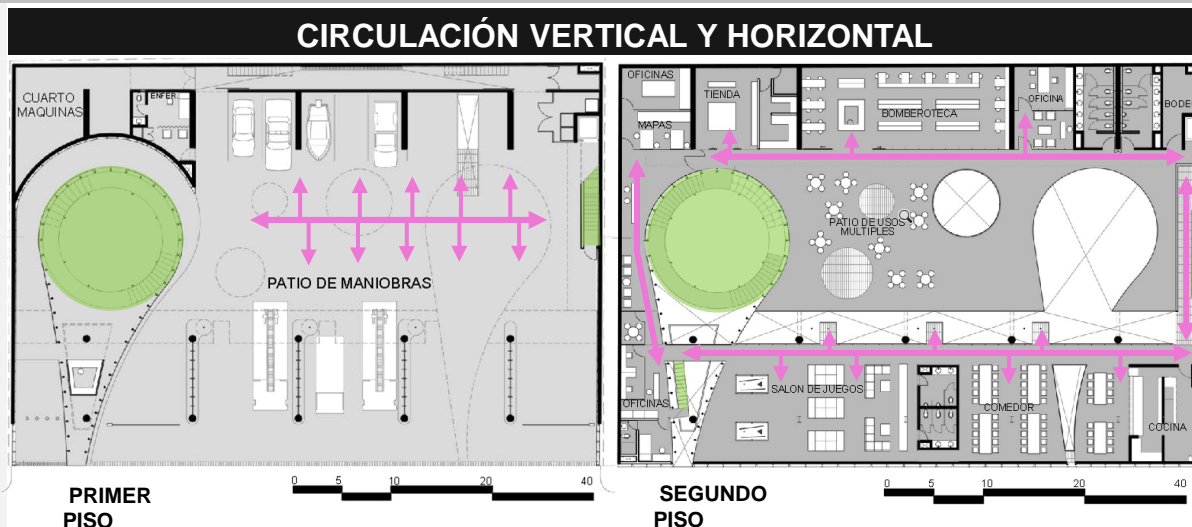 CIRCULACIÓN VERTICAL Y HORIZONTAL
CUARTO
MAQUINAS
ENFER.
PATIO DE MANIOBRAS
0 5 10 20 40
PRIMER
PISO
OFICINAS
MAPAS
TIENDA
BOMBEROTECA
OFICINA
BODE
PATIO DE USOS
MULTIPLES
OFICINAS
SALON DE JUEGOS
COMEDOR
COCINA
0 5 10 20 40
SEGUNDO
PISO